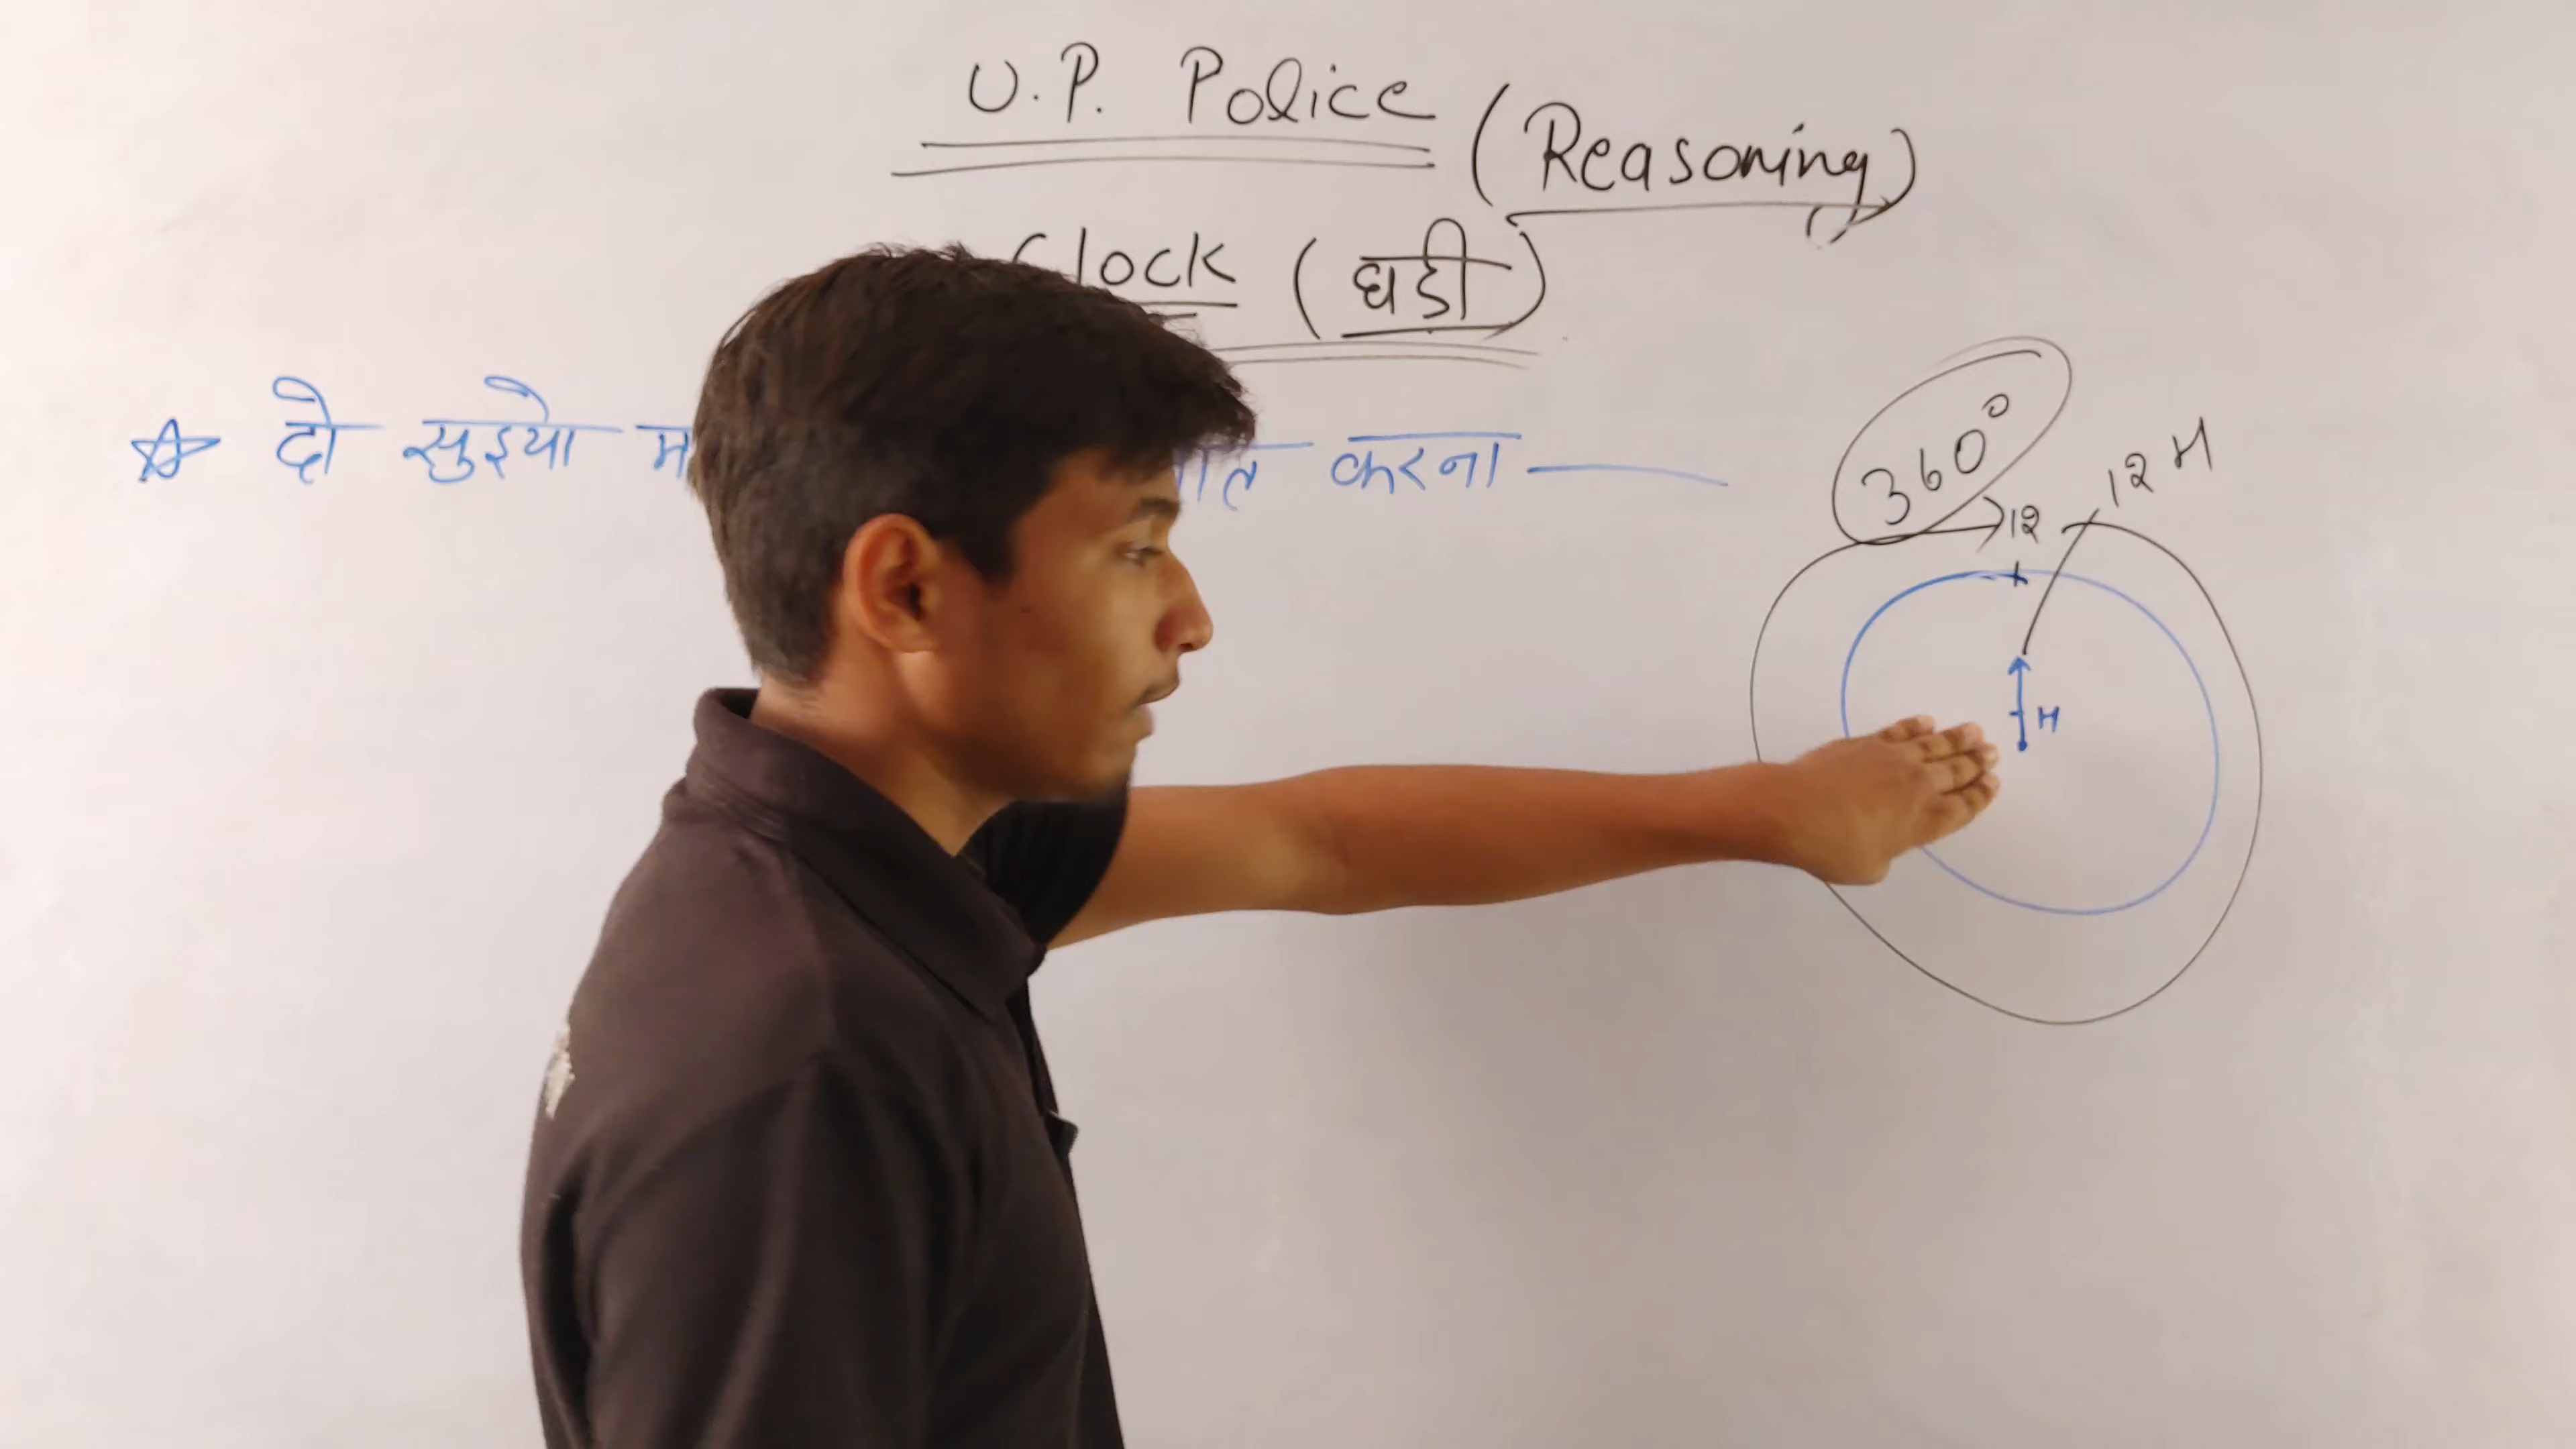 U.P. Police (Reasoning)
Clock (घडी)
☆ दो सुइयो करना —
360°
12 H
12
H